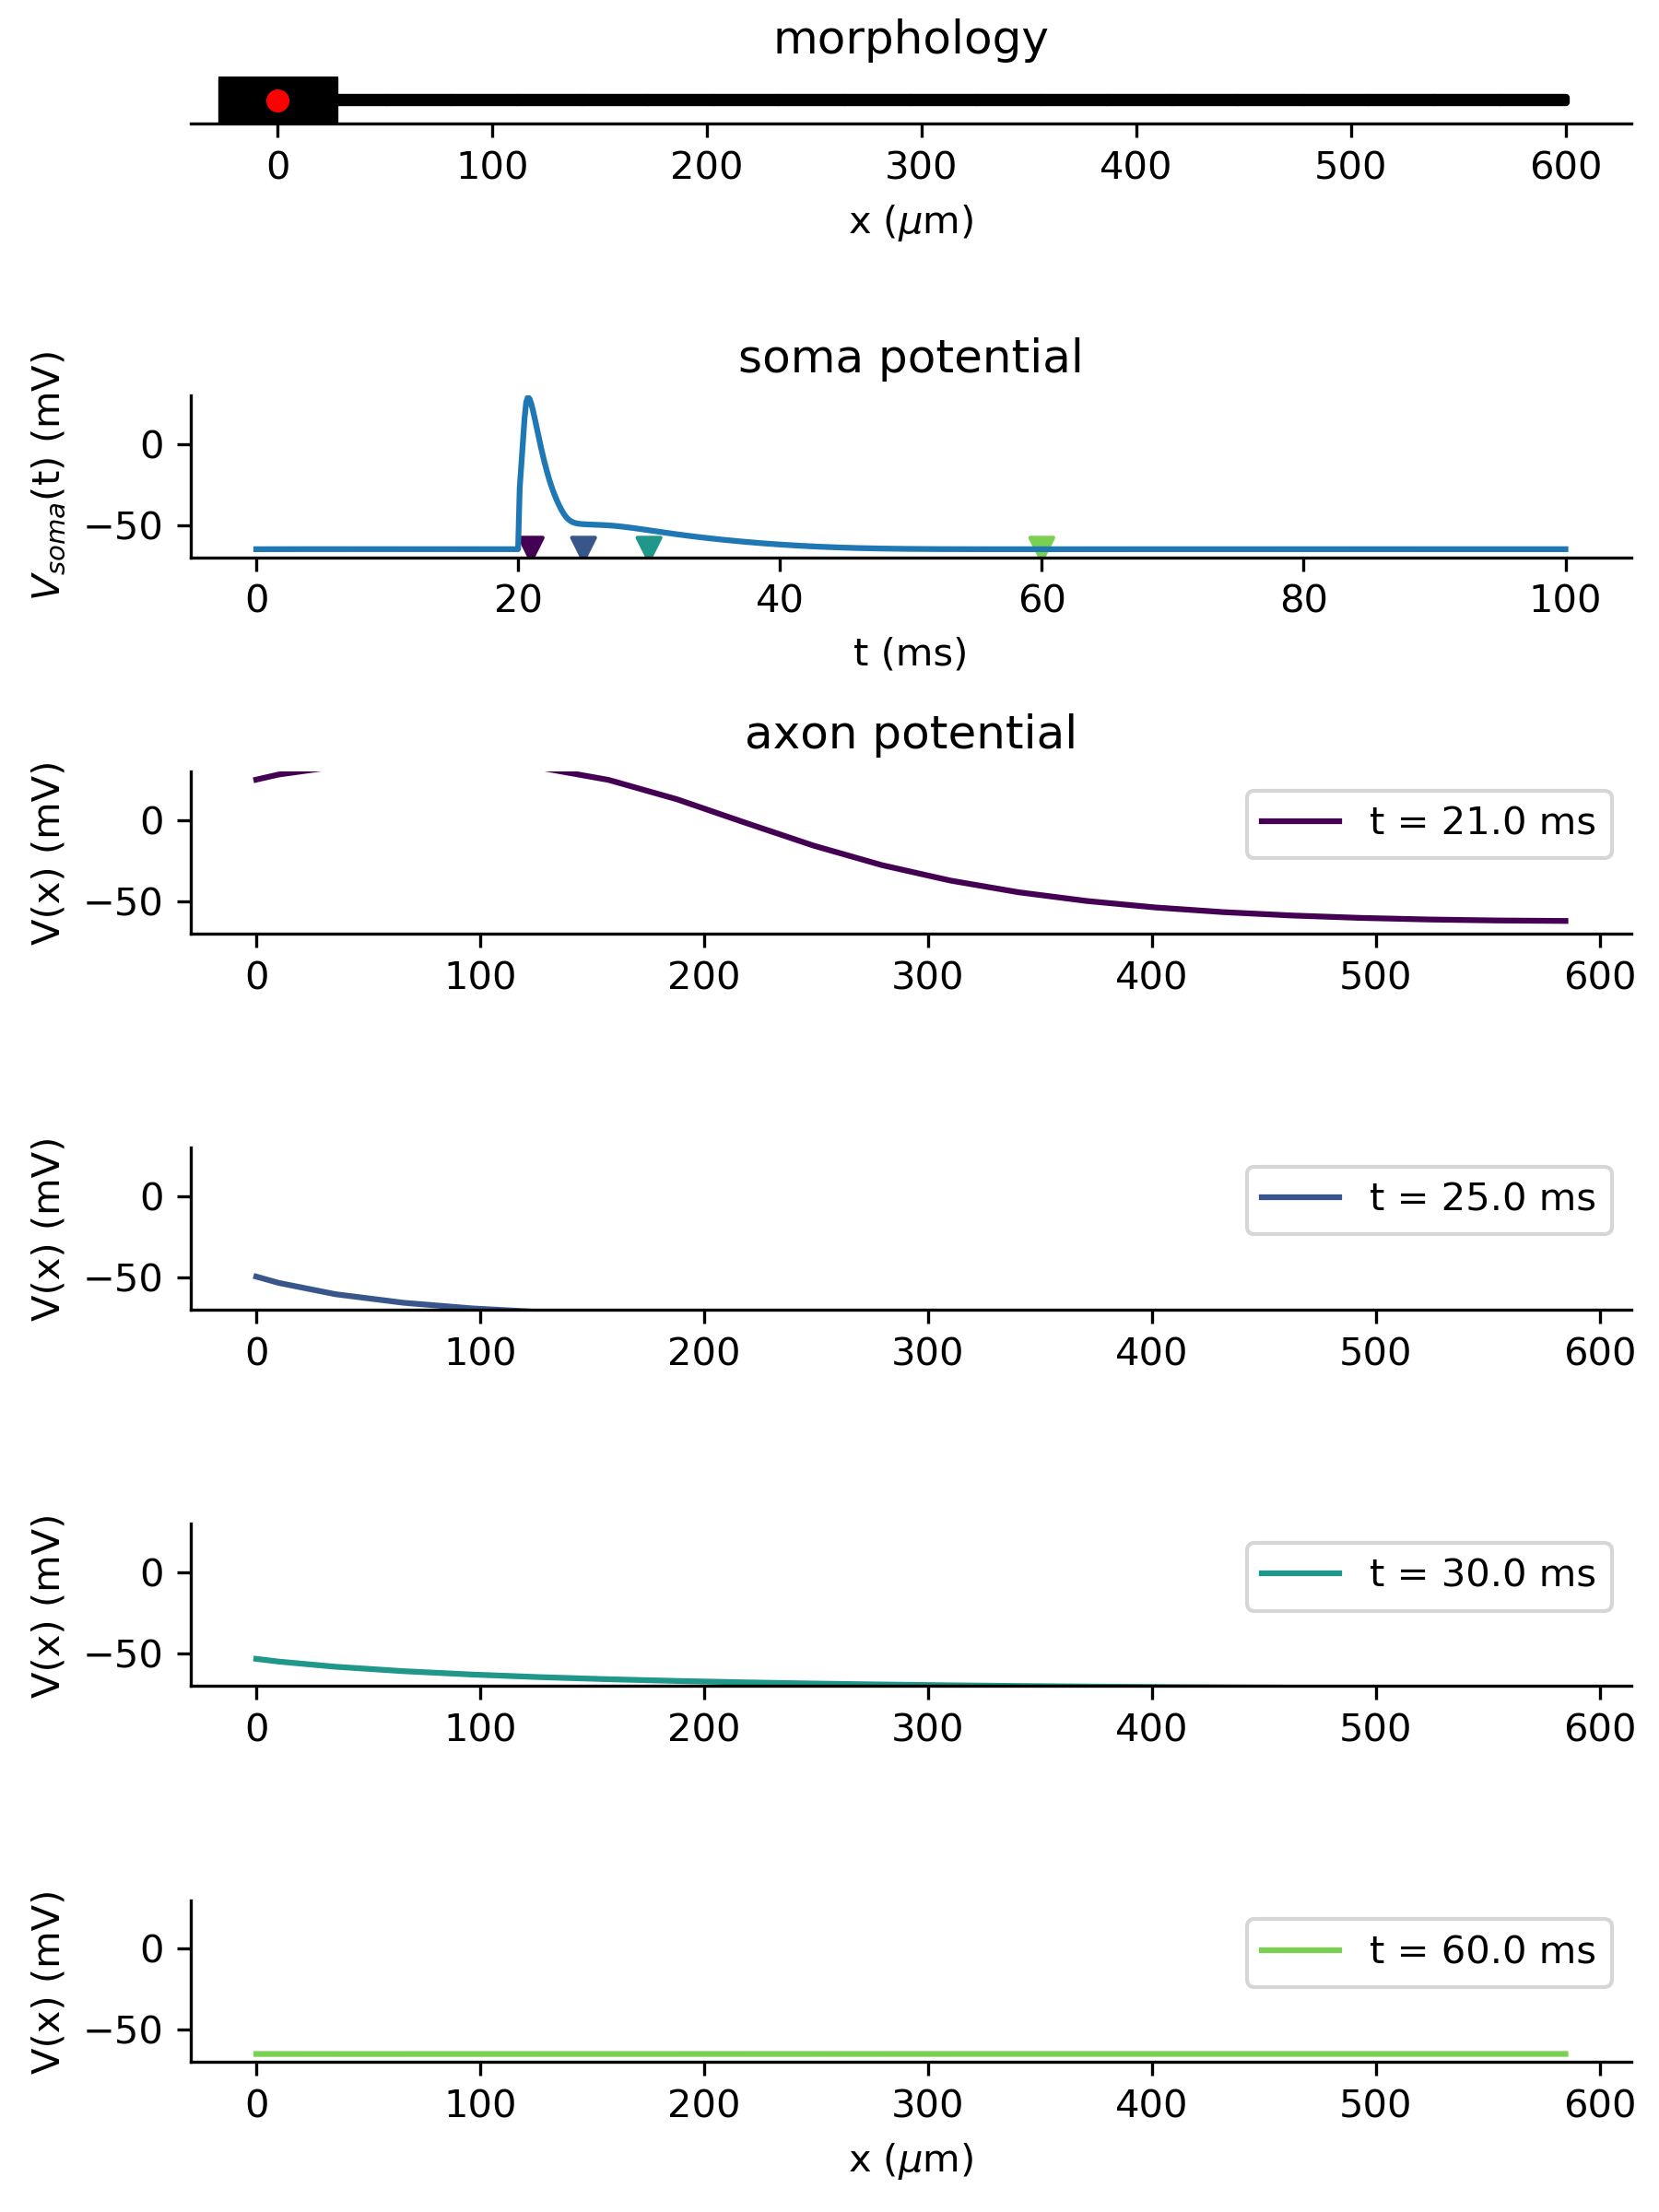 morphology
0 100 200 300 400 500 600
x (μm)
soma potential
V_soma(t) (mV)
0
−50
0 20 40 60 80 100
t (ms)
axon potential
V(x) (mV)
0
−50
t = 21.0 ms
0 100 200 300 400 500 600
V(x) (mV)
0
−50
t = 25.0 ms
0 100 200 300 400 500 600
V(x) (mV)
0
−50
t = 30.0 ms
0 100 200 300 400 500 600
V(x) (mV)
0
−50
t = 60.0 ms
0 100 200 300 400 500 600
x (μm)